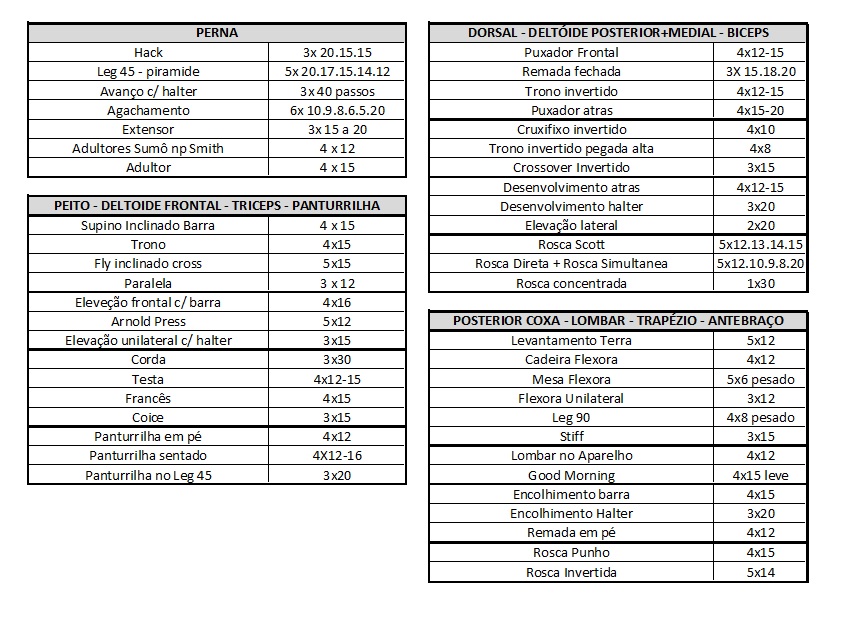 PERNA
Hack 3x 20.15.15
Leg 45 - piramide 5x 20.17.15.14.12
Avanço c/ halter 3x 40 passos
Agachamento 6x 10.9.8.6.5.20
Extensor 3x 15 a 20
Adultores Sumô np Smith 4 x 12
Adultor 4 x 15
PEITO - DELTOIDE FRONTAL - TRICEPS - PANTURRILHA
Supino Inclinado Barra 4 x 15
Trono 4x15
Fly inclinado cross 5x15
Paralela 3 x 12
Eleveção frontal c/ barra 4x16
Arnold Press 5x12
Elevação unilateral c/ halter 3x15
Corda 3x30
Testa 4x12-15
Francês 4x15
Coice 3x15
Panturrilha em pé 4x12
Panturrilha sentado 4X12-16
Panturrilha no Leg 45 3x20
DORSAL - DELTÓIDE POSTERIOR+MEDIAL - BICEPS
Puxador Frontal 4x12-15
Remada fechada 3X 15.18.20
Trono invertido 4x12-15
Puxador atras 4x15-20
Cruxifixo invertido 4x10
Trono invertido pegada alta 4x8
Crossover Invertido 3x15
Desenvolvimento atras 4x12-15
Desenvolvimento halter 3x20
Elevação lateral 2x20
Rosca Scott 5x12.13.14.15
Rosca Direta + Rosca Simultanea 5x12.10.9.8.20
Rosca concentrada 1x30
POSTERIOR COXA - LOMBAR - TRAPÉZIO - ANTEBRAÇO
Levantamento Terra 5x12
Cadeira Flexora 4x12
Mesa Flexora 5x6 pesado
Flexora Unilateral 3x12
Leg 90 4x8 pesado
Stiff 3x15
Lombar no Aparelho 4x12
Good Morning 4x15 leve
Encolhimento barra 4x15
Encolhimento Halter 3x20
Remada em pé 4x12
Rosca Punho 4x15
Rosca Invertida 5x14